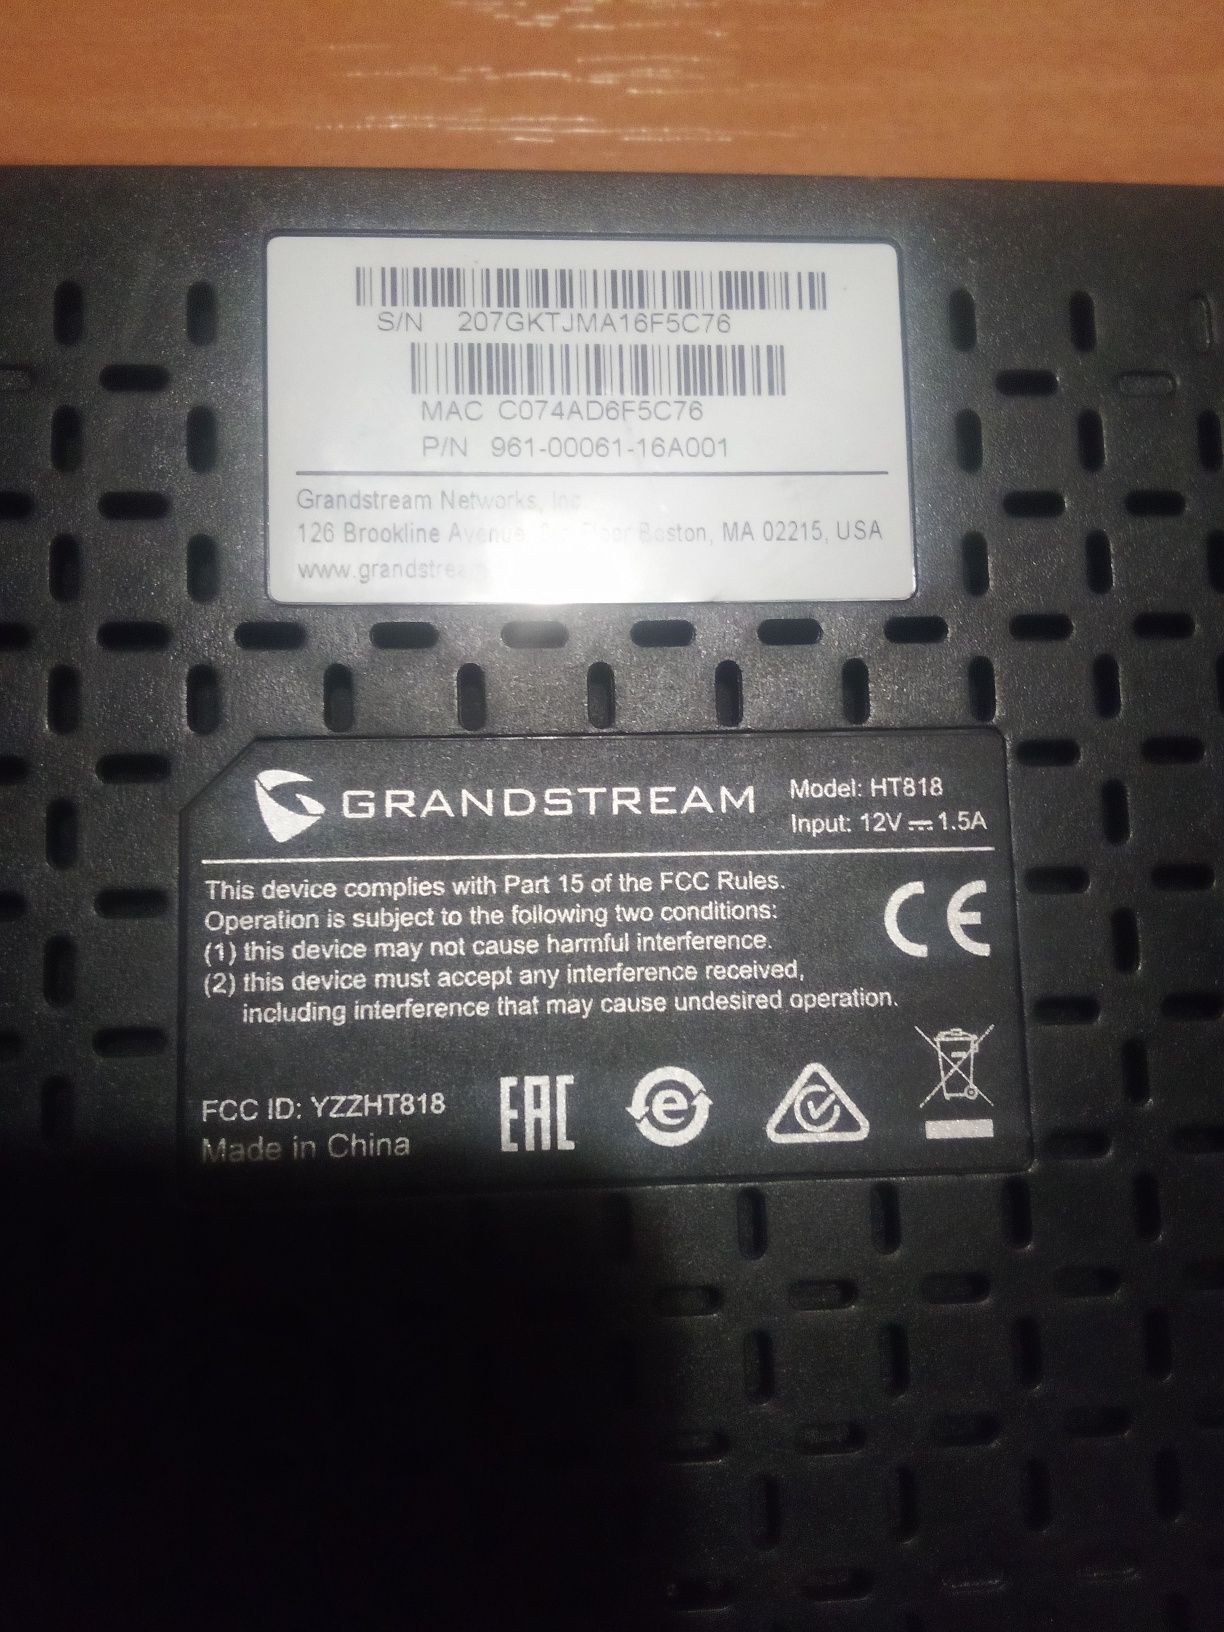 S/N 207GKTJMA16F5C76
MAC C074AD6F5C76
P/N 961-00061-16A001
Grandstream Networks, Inc
126 Brookline Avenue Floor Boston, MA 02215, USA
www.grandstream
GRANDSTREAM
Model: HT818
Input: 12V ⎓ 1.5A
This device complies with Part 15 of the FCC Rules.
Operation is subject to the following two conditions:
(1) this device may not cause harmful interference.
(2) this device must accept any interference received,
including interference that may cause undesired operation.
CE
FCC ID: YZZHT818
Made in China
EAC
e